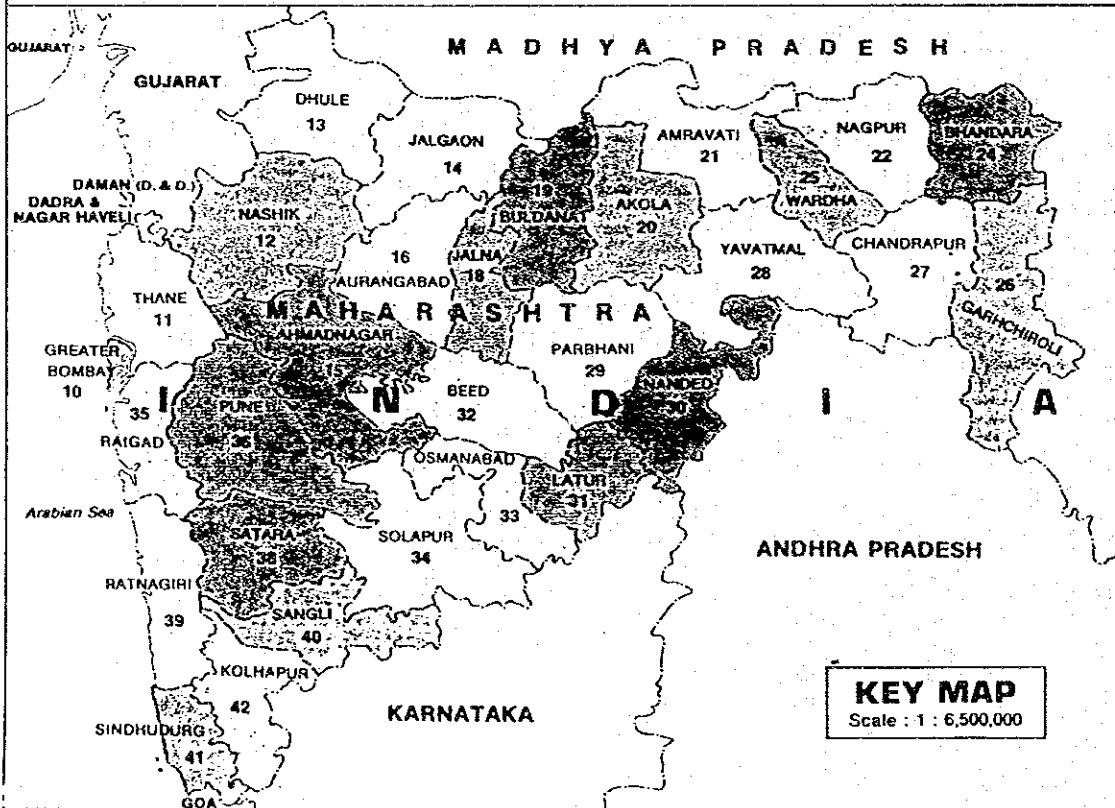 MADHYA PRADESH
GUJARAT
GUJARAT
DHULE
13
JALGAON
14
AMRAVATI
21
NAGPUR
22
BHANDARA
24
DAMAN (D. & D.)
DADRA &
NAGAR HAVELI
NASHIK
12
19
BULDANA
AKOLA
20
25
WARDHA
16
AURANGABAD
JALNA
18
YAVATMAL
28
CHANDRAPUR
27
26
GARHCHIROLI
THANE
11
MAHARASHTRA
AHMADNAGAR
15
PARBHANI
29
GREATER
BOMBAY
10
35
RAIGAD
INDIA
PUNE
36
BEED
32
NANDED
30
OSMANABAD
33
LATUR
31
Arabian Sea
SATARA
38
SOLAPUR
34
ANDHRA PRADESH
RATNAGIRI
39
SANGLI
40
KOLHAPUR
42
KARNATAKA
SINDHUDURG
41
GOA
KEY MAP
Scale : 1 : 6,500,000